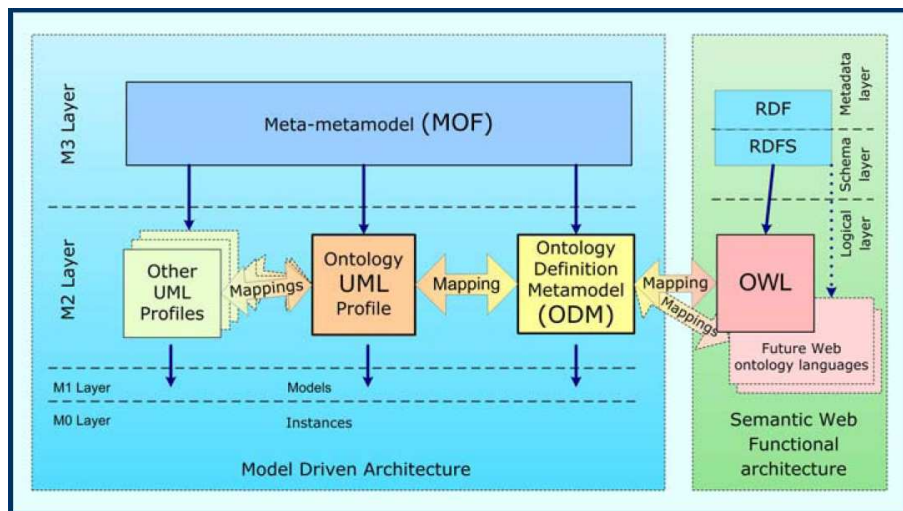 M3 Layer
Meta-metamodel (MOF)
RDF
RDFS
Metadata
layer
Schema
layer
Logical
layer
M2 Layer
Other
UML
Profiles
Mappings
Ontology
UML
Profile
Mapping
Ontology
Definition
Metamodel
(ODM)
Mapping
Mappings
OWL
Future Web
ontology languages
M1 Layer
Models
M0 Layer
Instances
Model Driven Architecture
Semantic Web
Functional
architecture